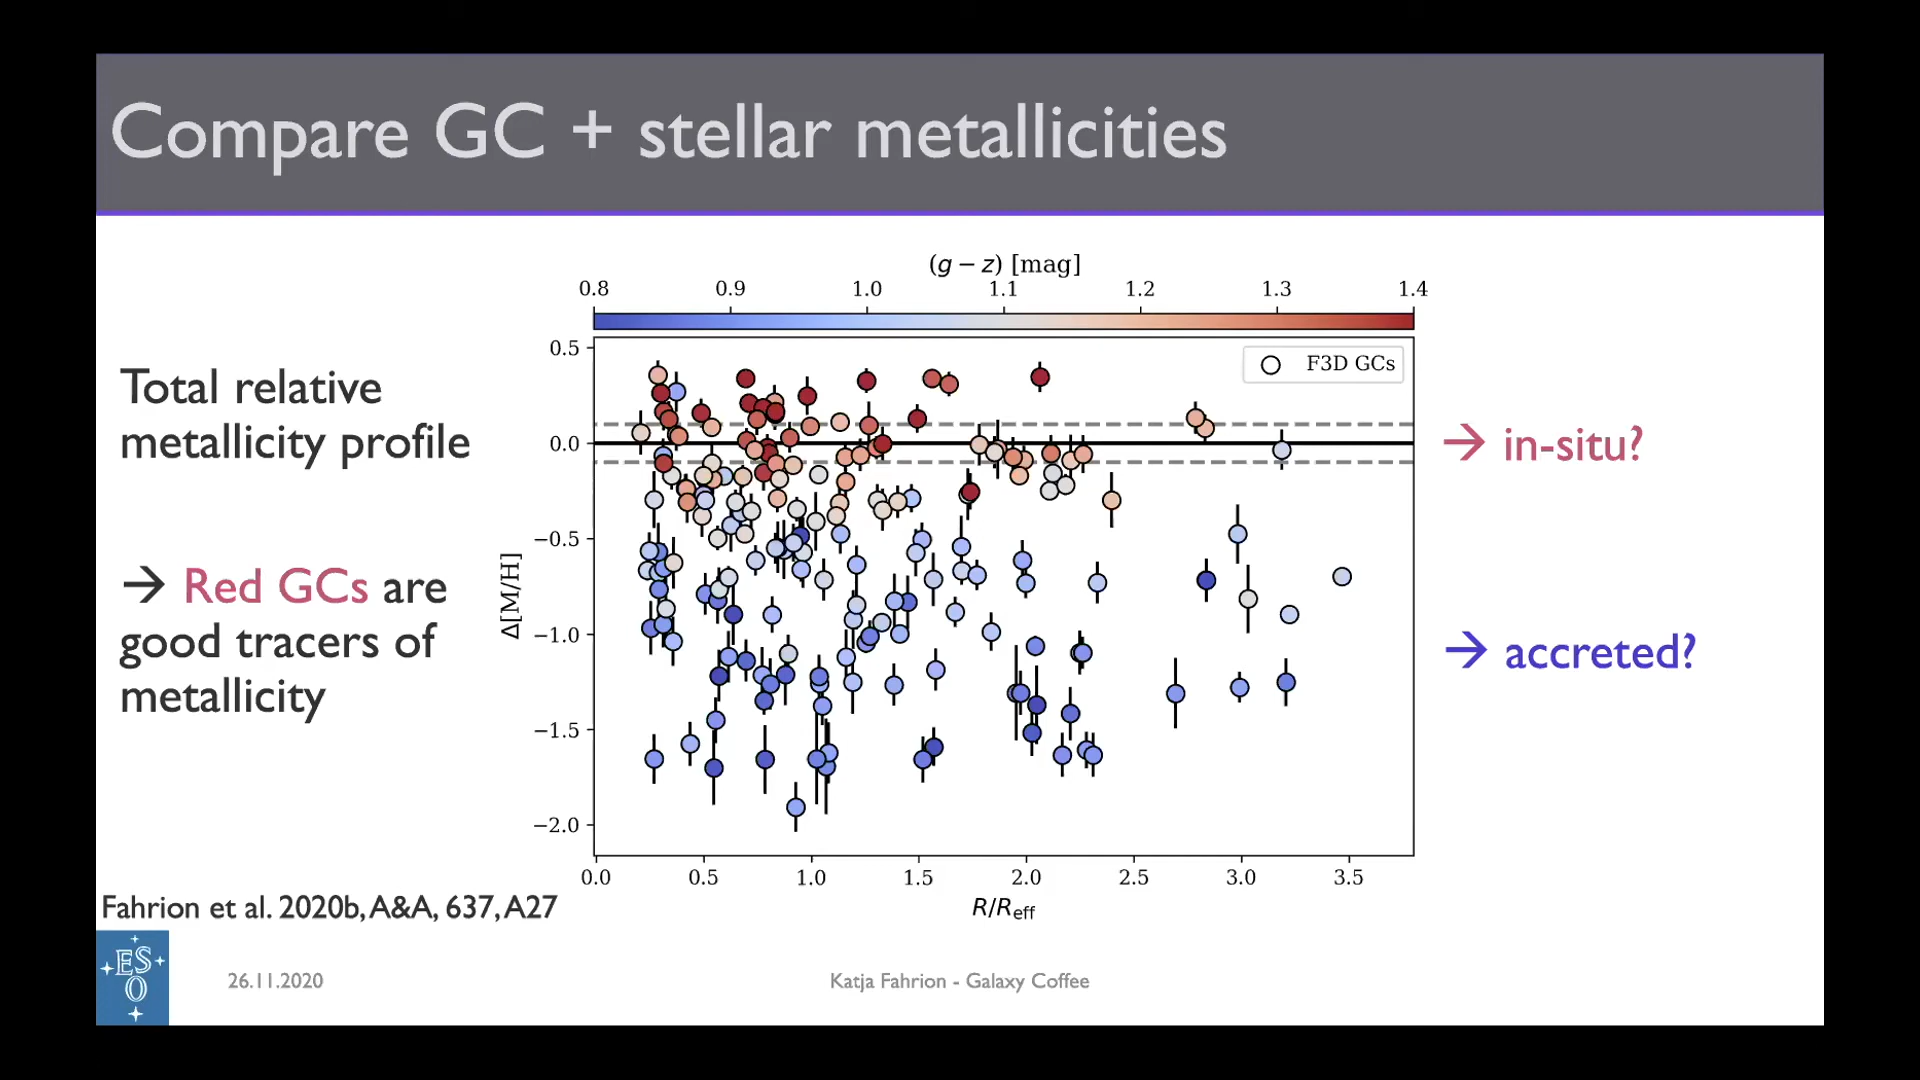 Compare GC + stellar metallicities
(g − z) [mag]
0.8 0.9 1.0 1.1 1.2 1.3 1.4
Total relative
metallicity profile
→ Red GCs are
good tracers of
metallicity
F3D GCs
0.5
0.0
−0.5
−1.0
−1.5
−2.0
Δ[M/H]
0.0 0.5 1.0 1.5 2.0 2.5 3.0 3.5
R/Reff
→ in-situ?
→ accreted?
Fahrion et al. 2020b, A&A, 637, A27
ES
O
26.11.2020
Katja Fahrion - Galaxy Coffee